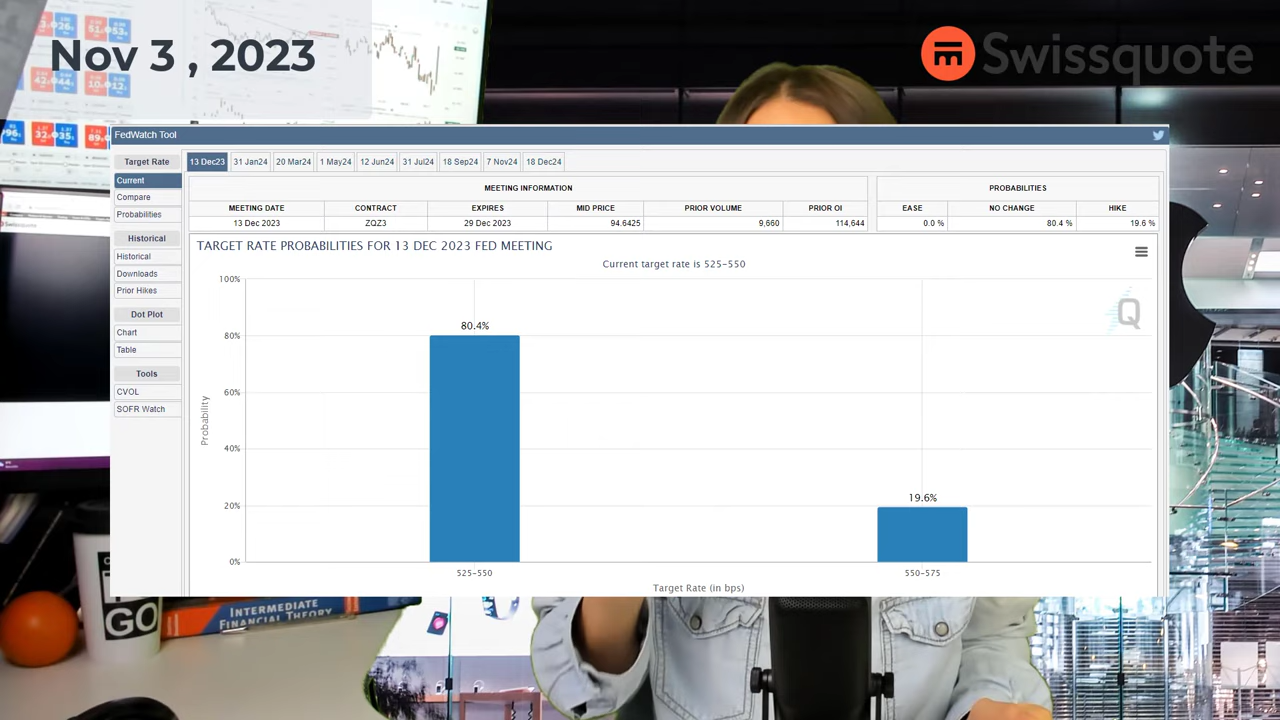 Nov 3 , 2023
Swissquote
FedWatch Tool
Target Rate
Current
Compare
Probabilities
Historical
Historical
Downloads
Prior Hikes
Dot Plot
Chart
Table
Tools
CVOL
SOFR Watch
13 Dec23 31 Jan24 20 Mar24 1 May24 12 Jun24 31 Jul24 18 Sep24 7 Nov24 18 Dec24
MEETING INFORMATION PROBABILITIES
MEETING DATE CONTRACT EXPIRES MID PRICE PRIOR VOLUME PRIOR OI EASE NO CHANGE HIKE
13 Dec 2023 ZQZ3 29 Dec 2023 94.6425 9,660 114,644 0.0 % 80.4 % 19.6 %
TARGET RATE PROBABILITIES FOR 13 DEC 2023 FED MEETING
Current target rate is 525-550
Q
Probability
100%
80%
60%
40%
20%
0%
80.4%
19.6%
525-550 550-575
Target Rate (in bps)
GO
INTERMEDIATE
FINANCIAL THEORY